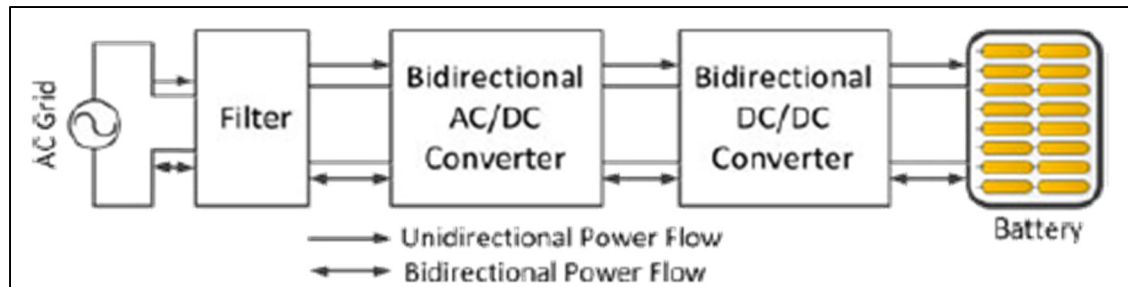 AC Grid
Filter
Bidirectional
AC/DC
Converter
Bidirectional
DC/DC
Converter
Battery
Unidirectional Power Flow
Bidirectional Power Flow